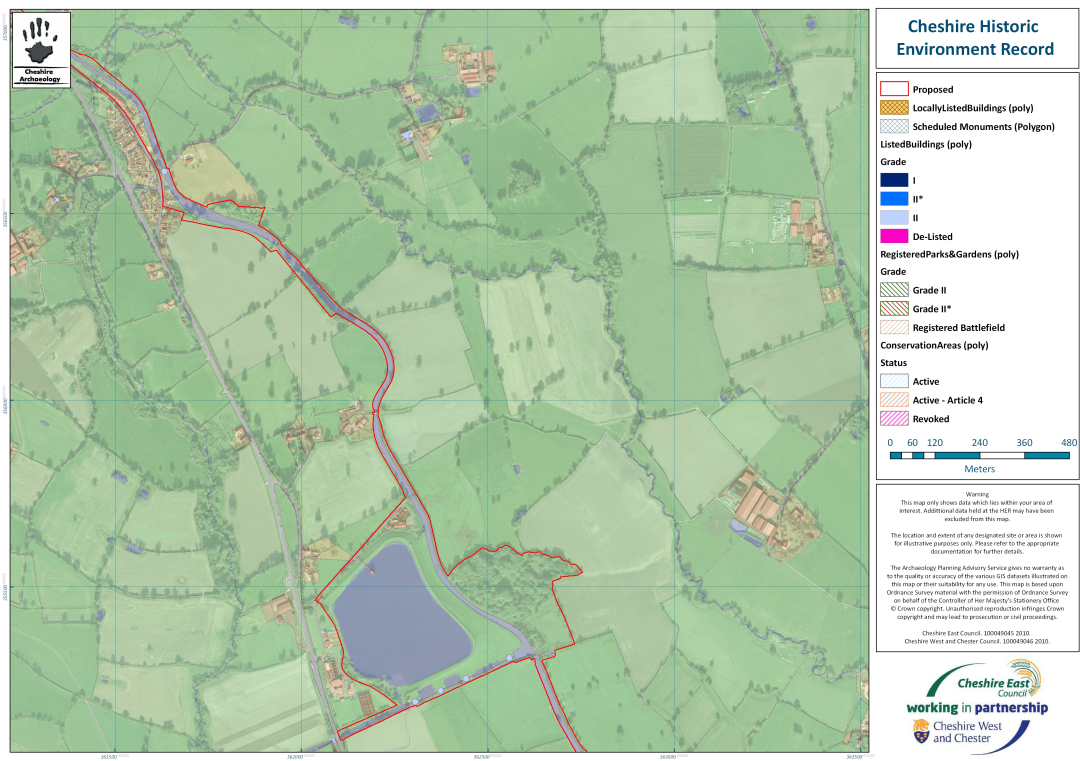 Cheshire
Archaeology
Cheshire Historic
Environment Record
Proposed
LocallyListedBuildings (poly)
Scheduled Monuments (Polygon)
ListedBuildings (poly)
Grade
I
II*
II
De-Listed
RegisteredParks&Gardens (poly)
Grade
Grade II
Grade II*
Registered Battlefield
ConservationAreas (poly)
Status
Active
Active - Article 4
Revoked
0 60 120 240 360 480
Meters
Warning
This map only shows data which lies within your area of
interest. Addititional data held at the HER may have been
excluded from this map.
The location and extent of any designated site or area is shown
for illustrative purposes only. Please refer to the appropriate
documentation for further details.
The Archaeology Planning Advisory Service gives no warranty as
to the quality or accuracy of the various GIS datasets illustrated on
this map or their suitability for any use. This map is based upon
Ordnance Survey material with the permission of Ordnance Survey
on behalf of the Controller of Her Majesty's Stationery Office
© Crown copyright. Unauthorised reproduction infringes Crown
copyright and may lead to prosecution or civil proceedings.
Cheshire East Council. 100049045 2010.
Cheshire West and Chester Council. 100049046 2010.
Cheshire East
Council
working in partnership
Cheshire West
and Chester
357000
356500
356000
355500
361500 362000 362500 363000 363500